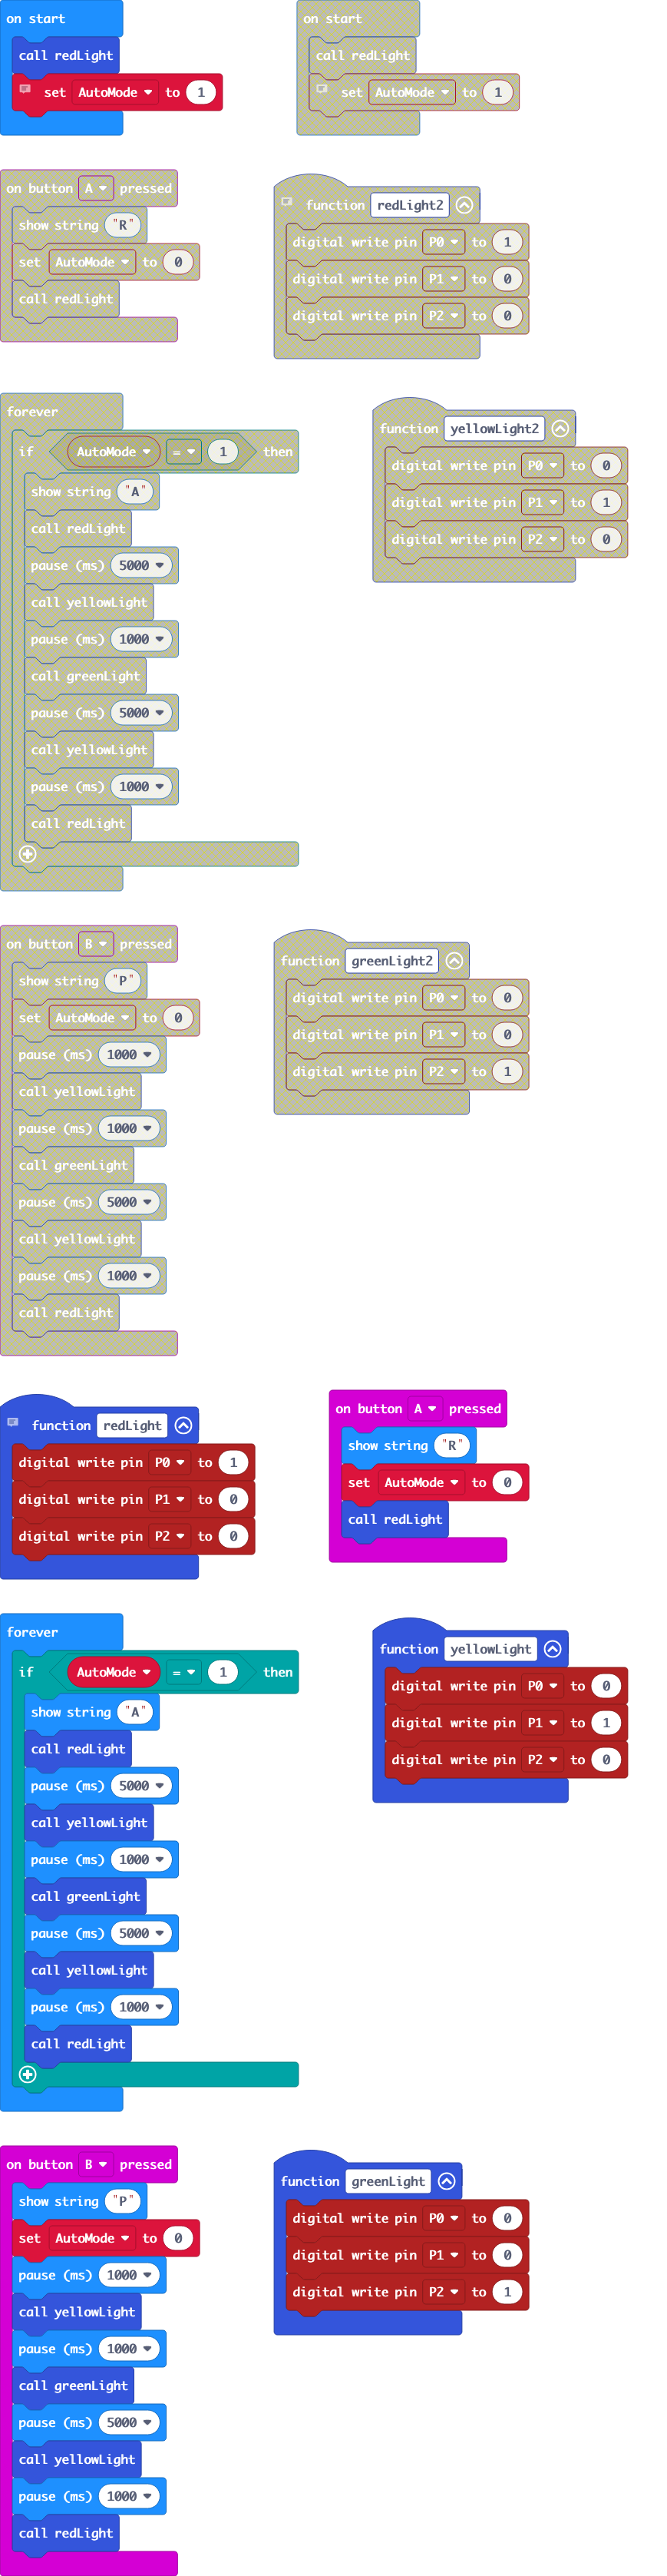 on start
call redLight
set AutoMode to 1
on start
call redLight
set AutoMode to 1
on button A pressed
show string "R"
set AutoMode to 0
call redLight
function redLight2
digital write pin P0 to 1
digital write pin P1 to 0
digital write pin P2 to 0
forever
if AutoMode = 1 then
show string "A"
call redLight
pause (ms) 5000
call yellowLight
pause (ms) 1000
call greenLight
pause (ms) 5000
call yellowLight
pause (ms) 1000
call redLight
function yellowLight2
digital write pin P0 to 0
digital write pin P1 to 1
digital write pin P2 to 0
on button B pressed
show string "P"
set AutoMode to 0
pause (ms) 1000
call yellowLight
pause (ms) 1000
call greenLight
pause (ms) 5000
call yellowLight
pause (ms) 1000
call redLight
function greenLight2
digital write pin P0 to 0
digital write pin P1 to 0
digital write pin P2 to 1
function redLight
digital write pin P0 to 1
digital write pin P1 to 0
digital write pin P2 to 0
on button A pressed
show string "R"
set AutoMode to 0
call redLight
forever
if AutoMode = 1 then
show string "A"
call redLight
pause (ms) 5000
call yellowLight
pause (ms) 1000
call greenLight
pause (ms) 5000
call yellowLight
pause (ms) 1000
call redLight
function yellowLight
digital write pin P0 to 0
digital write pin P1 to 1
digital write pin P2 to 0
on button B pressed
show string "P"
set AutoMode to 0
pause (ms) 1000
call yellowLight
pause (ms) 1000
call greenLight
pause (ms) 5000
call yellowLight
pause (ms) 1000
call redLight
function greenLight
digital write pin P0 to 0
digital write pin P1 to 0
digital write pin P2 to 1